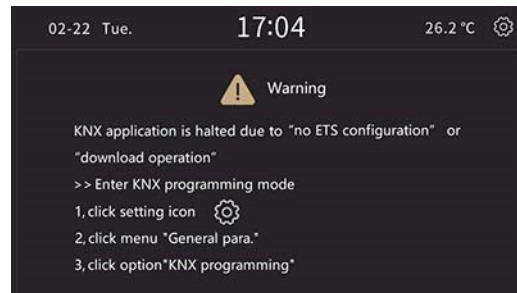 02-22 Tue. 17:04 26.2 °C
Warning
KNX application is halted due to "no ETS configuration" or
"download operation"
>> Enter KNX programming mode
1, click setting icon
2, click menu "General para."
3, click option"KNX programming"